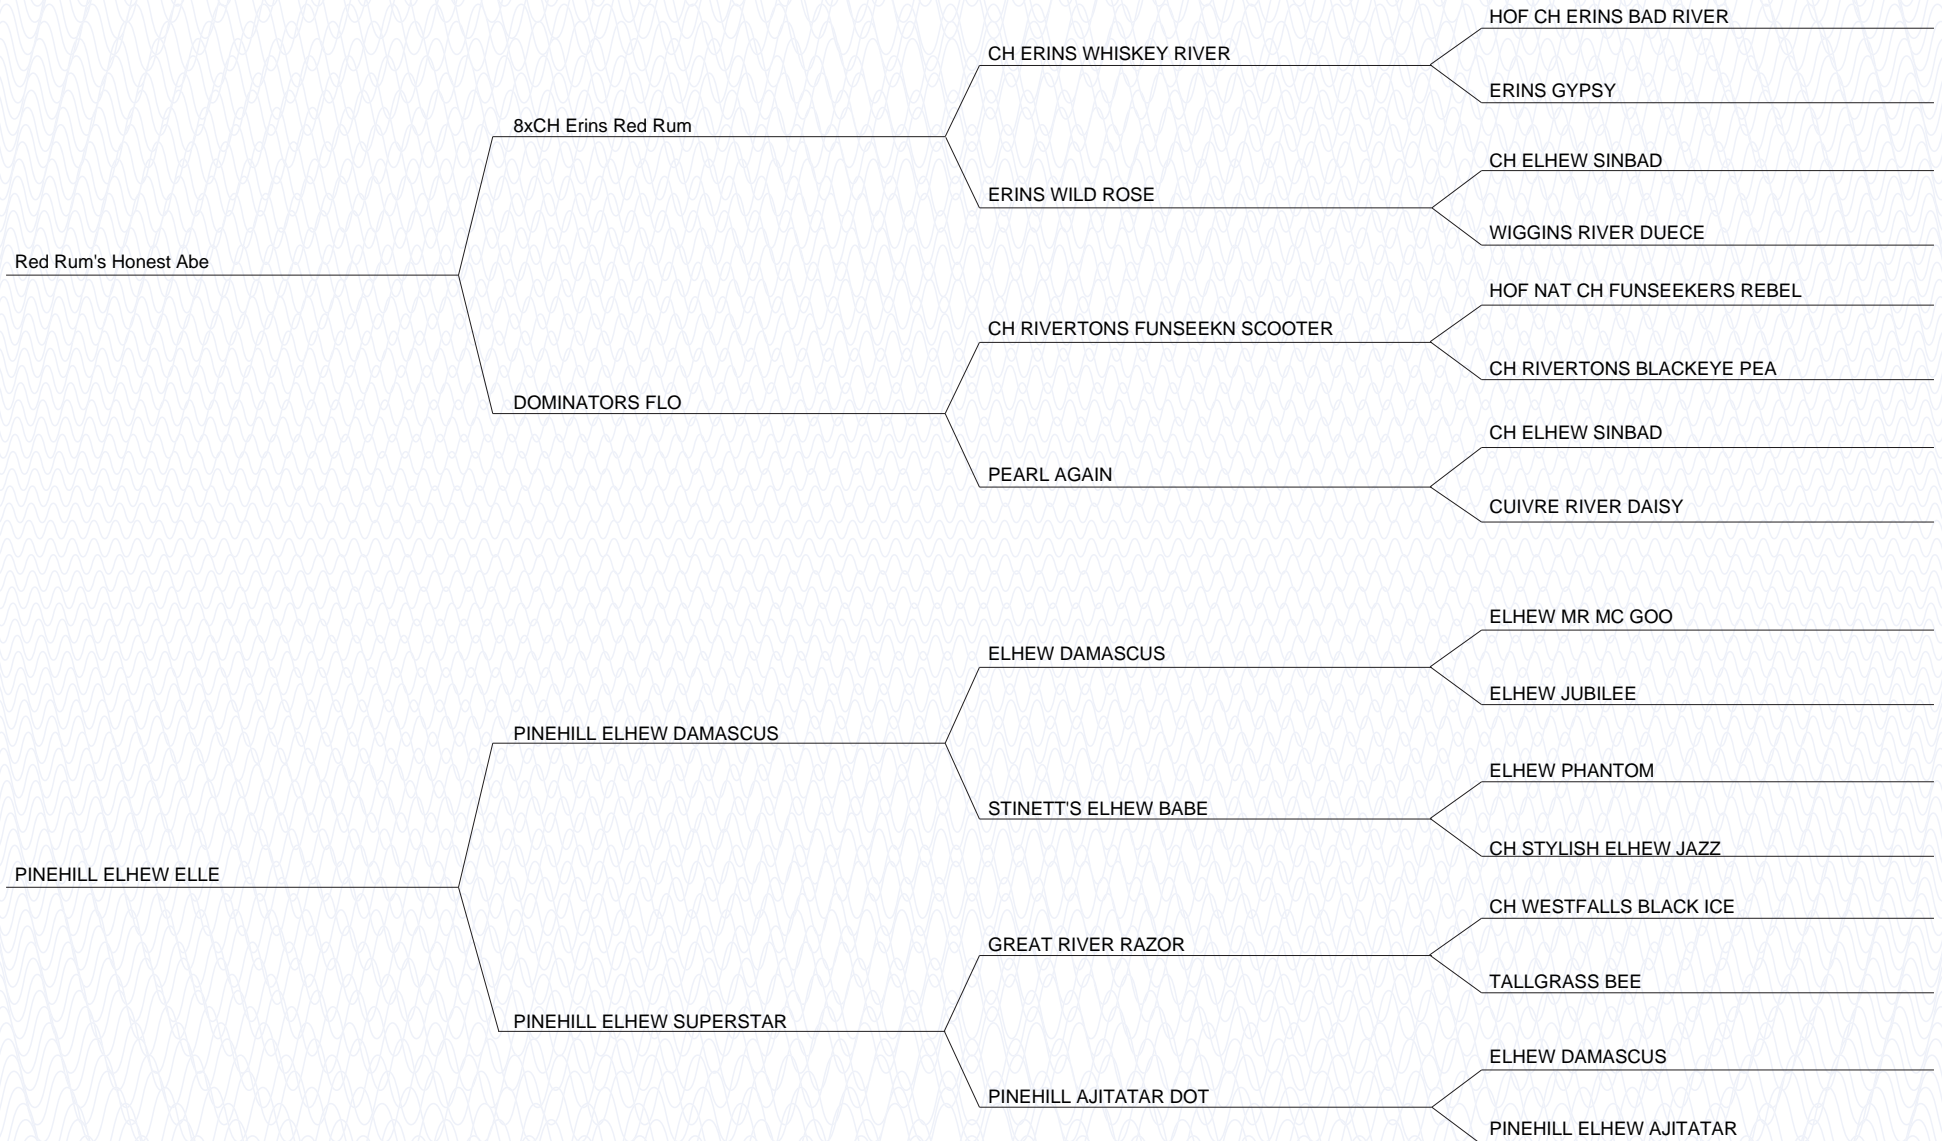 HOF CH ERINS BAD RIVER
CH ERINS WHISKEY RIVER
ERINS GYPSY
8xCH Erins Red Rum
CH ELHEW SINBAD
ERINS WILD ROSE
WIGGINS RIVER DUECE
Red Rum's Honest Abe
HOF NAT CH FUNSEEKERS REBEL
CH RIVERTONS FUNSEEKN SCOOTER
CH RIVERTONS BLACKEYE PEA
DOMINATORS FLO
CH ELHEW SINBAD
PEARL AGAIN
CUIVRE RIVER DAISY
ELHEW MR MC GOO
ELHEW DAMASCUS
ELHEW JUBILEE
PINEHILL ELHEW DAMASCUS
ELHEW PHANTOM
STINETT'S ELHEW BABE
CH STYLISH ELHEW JAZZ
PINEHILL ELHEW ELLE
CH WESTFALLS BLACK ICE
GREAT RIVER RAZOR
TALLGRASS BEE
PINEHILL ELHEW SUPERSTAR
ELHEW DAMASCUS
PINEHILL AJITATAR DOT
PINEHILL ELHEW AJITATAR